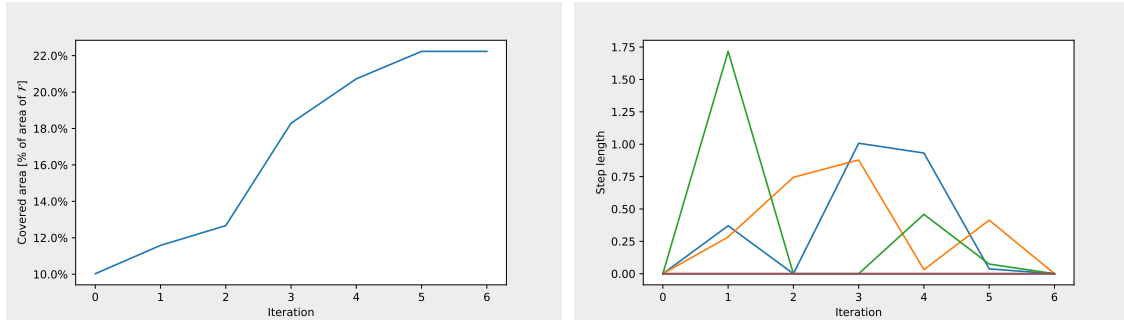 22.0%
20.0%
18.0%
16.0%
14.0%
12.0%
10.0%
Covered area [% of area of ℱ]
0 1 2 3 4 5 6
Iteration
1.75
1.50
1.25
1.00
0.75
0.50
0.25
0.00
Step length
0 1 2 3 4 5 6
Iteration